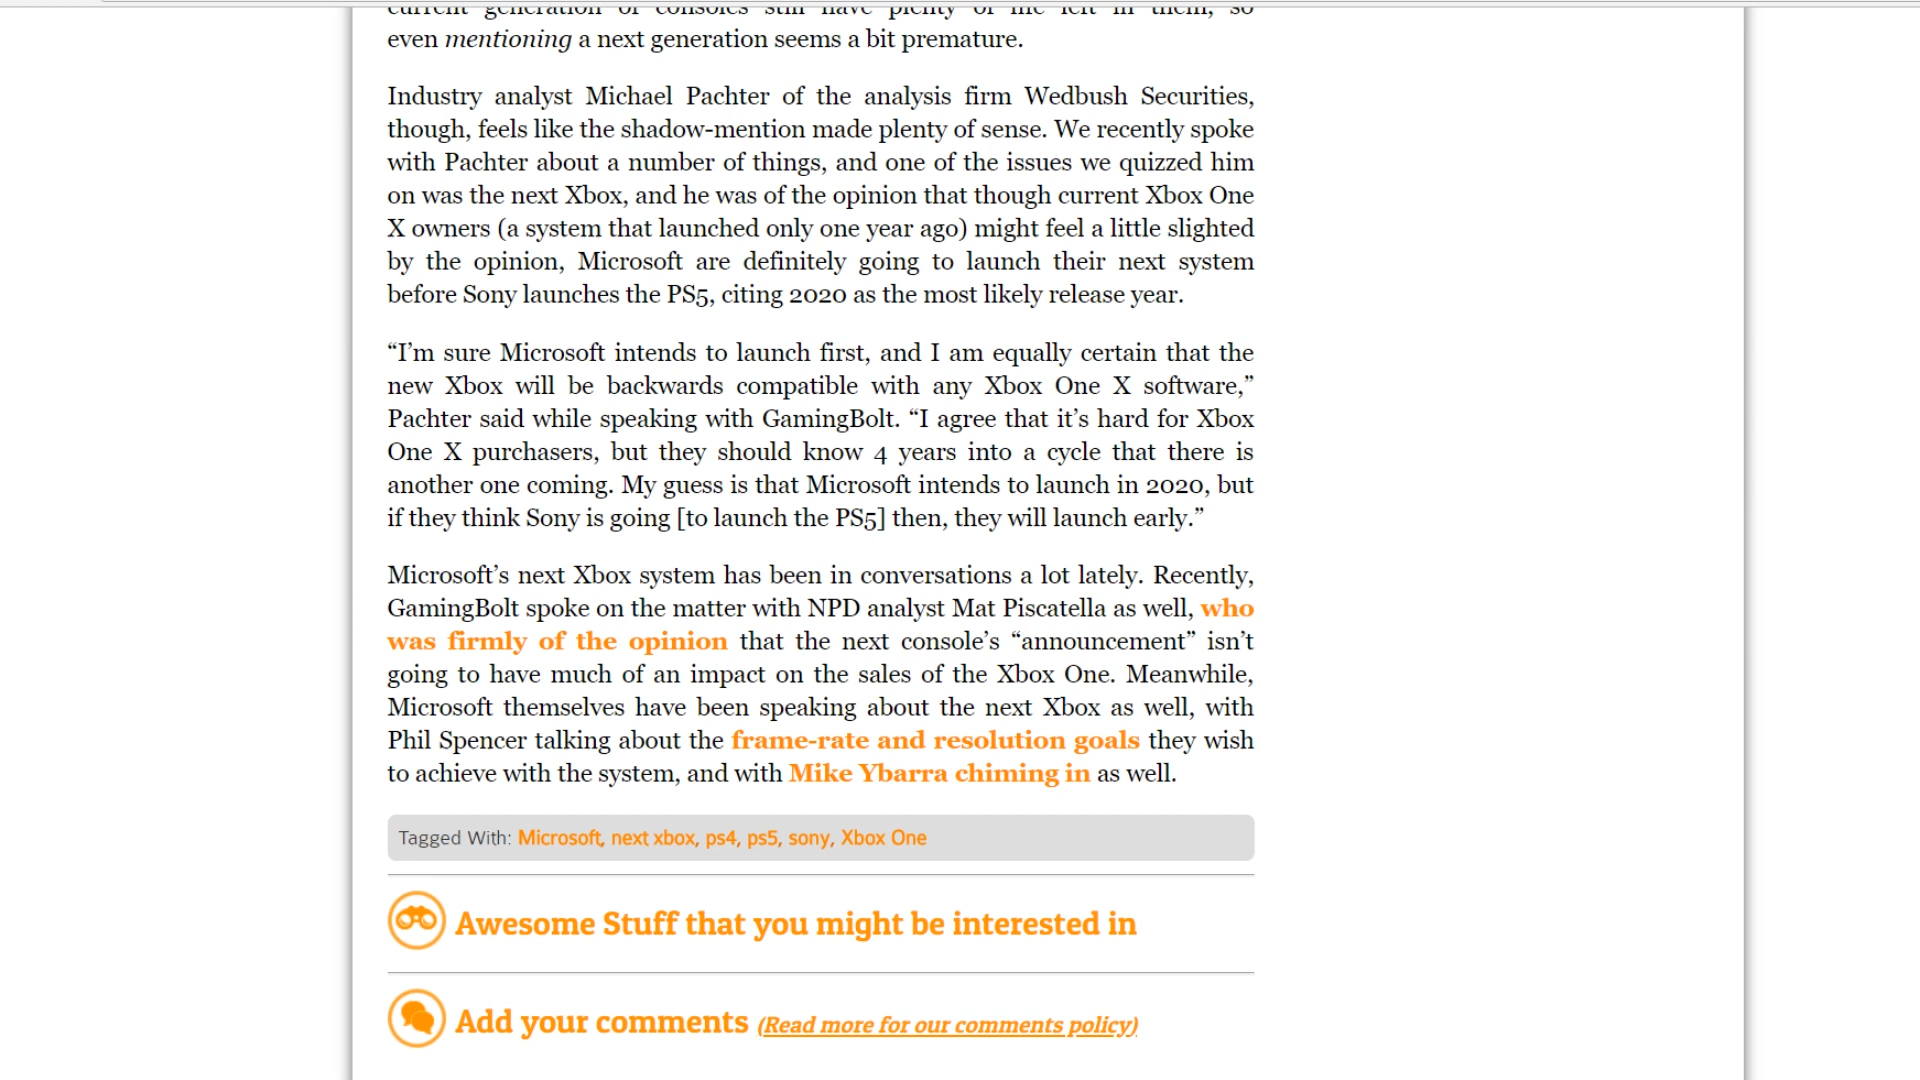 current generation of consoles still have plenty of life left in them, so
even mentioning a next generation seems a bit premature.
Industry analyst Michael Pachter of the analysis firm Wedbush Securities,
though, feels like the shadow-mention made plenty of sense. We recently spoke
with Pachter about a number of things, and one of the issues we quizzed him
on was the next Xbox, and he was of the opinion that though current Xbox One
X owners (a system that launched only one year ago) might feel a little slighted
by the opinion, Microsoft are definitely going to launch their next system
before Sony launches the PS5, citing 2020 as the most likely release year.
“I’m sure Microsoft intends to launch first, and I am equally certain that the
new Xbox will be backwards compatible with any Xbox One X software,”
Pachter said while speaking with GamingBolt. “I agree that it’s hard for Xbox
One X purchasers, but they should know 4 years into a cycle that there is
another one coming. My guess is that Microsoft intends to launch in 2020, but
if they think Sony is going [to launch the PS5] then, they will launch early.”
Microsoft’s next Xbox system has been in conversations a lot lately. Recently,
GamingBolt spoke on the matter with NPD analyst Mat Piscatella as well, who
was firmly of the opinion that the next console’s “announcement” isn’t
going to have much of an impact on the sales of the Xbox One. Meanwhile,
Microsoft themselves have been speaking about the next Xbox as well, with
Phil Spencer talking about the frame-rate and resolution goals they wish
to achieve with the system, and with Mike Ybarra chiming in as well.
Tagged With: Microsoft, next xbox, ps4, ps5, sony, Xbox One
Awesome Stuff that you might be interested in
Add your comments (Read more for our comments policy)